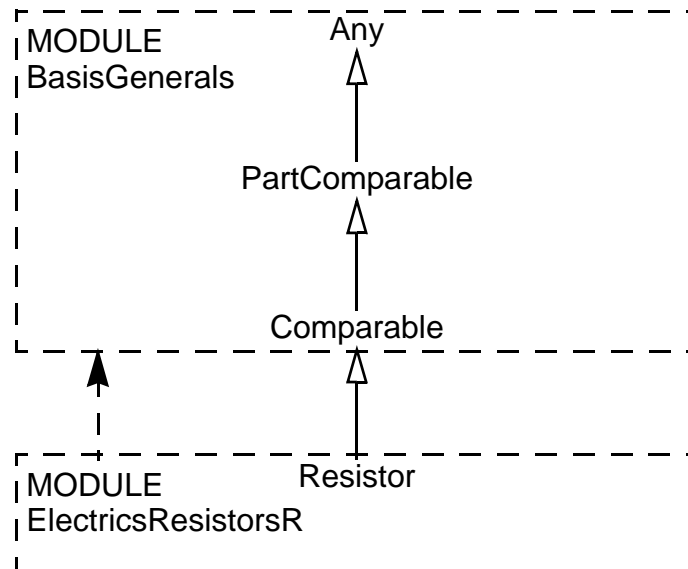 Any
MODULE
BasisGenerals
PartComparable
Comparable
Resistor
MODULE
ElectricsResistorsR